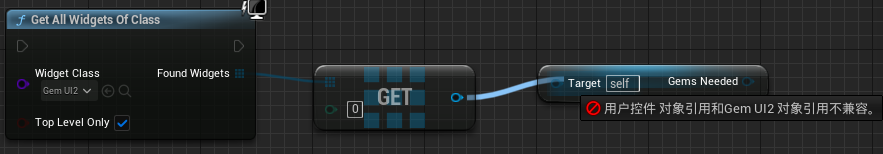 Get All Widgets Of Class
Widget Class
Found Widgets
Gem UI2
Top Level Only
0
GET
Target self
Gems Needed
用户控件 对象引用和Gem UI2 对象引用不兼容。